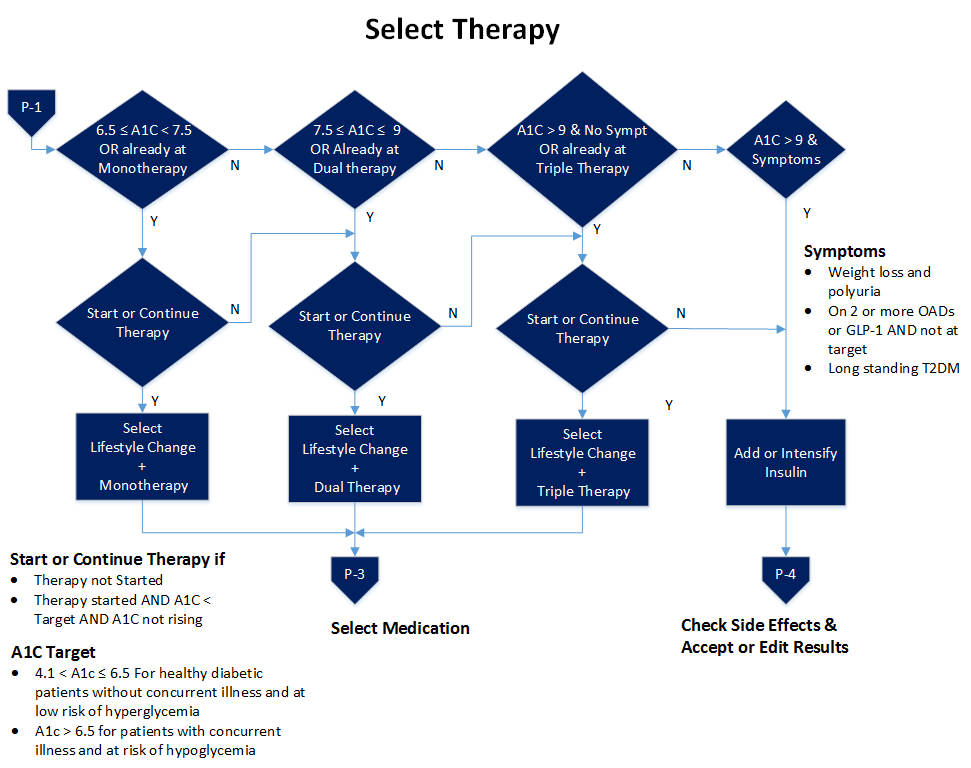 Select Therapy
P-1
6.5 ≤ A1C < 7.5
OR already at
Monotherapy
N
Y
7.5 ≤ A1C ≤ 9
OR Already at
Dual therapy
N
Y
A1C > 9 & No Sympt
OR already at
Triple Therapy
N
Y
A1C > 9 &
Symptoms
Y
Start or Continue
Therapy
N
Y
Start or Continue
Therapy
N
Y
Start or Continue
Therapy
N
Y
Symptoms
• Weight loss and
polyuria
• On 2 or more OADs
or GLP-1 AND not at
target
• Long standing T2DM
Select
Lifestyle Change
+
Monotherapy
Select
Lifestyle Change
+
Dual Therapy
Select
Lifestyle Change
+
Triple Therapy
Add or Intensify
Insulin
P-3
Select Medication
P-4
Check Side Effects &
Accept or Edit Results
Start or Continue Therapy if
• Therapy not Started
• Therapy started AND A1C <
Target AND A1C not rising
A1C Target
• 4.1 < A1c ≤ 6.5 For healthy diabetic
patients without concurrent illness and at
low risk of hyperglycemia
• A1c > 6.5 for patients with concurrent
illness and at risk of hypoglycemia